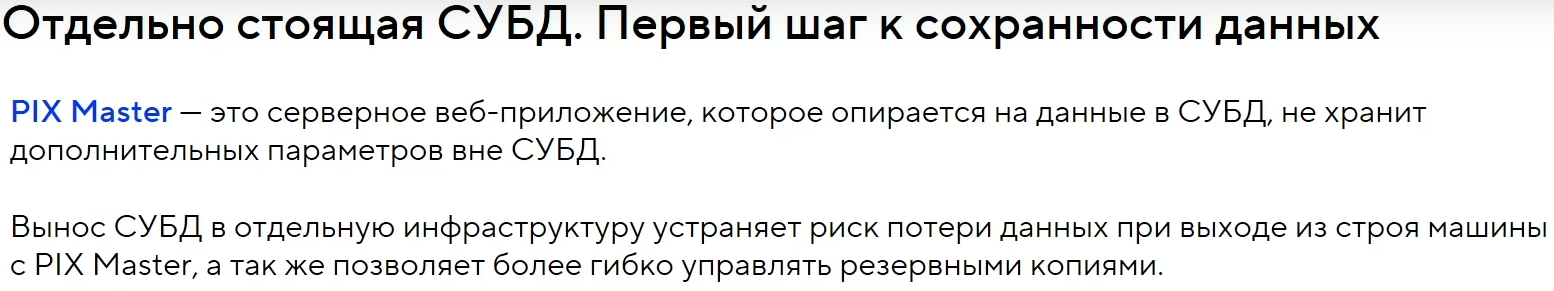 Отдельно стоящая СУБД. Первый шаг к сохранности данных
PIX Master — это серверное веб-приложение, которое опирается на данные в СУБД, не хранит
дополнительных параметров вне СУБД.
Вынос СУБД в отдельную инфраструктуру устраняет риск потери данных при выходе из строя машины
с PIX Master, а так же позволяет более гибко управлять резервными копиями.